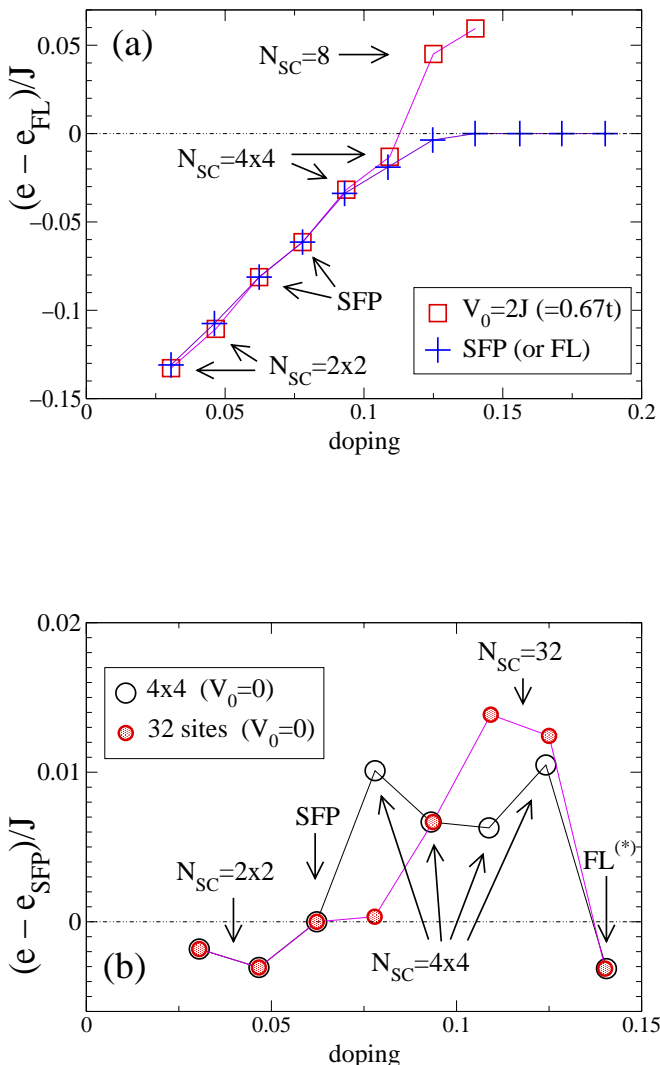 (a)
0.05
N_SC=8
0
(e − e_FL)/J
N_SC=4x4
−0.05
SFP
−0.1
V_0=2J (=0.67t)
SFP (or FL)
N_SC=2x2
−0.15
0
0.05
0.1
0.15
0.2
doping
0.02
N_SC=32
4x4 (V_0=0)
32 sites (V_0=0)
0.01
SFP
FL^(*)
N_SC=2x2
(e − e_SFP)/J
0
N_SC=4x4
(b)
0
0.05
0.1
0.15
doping